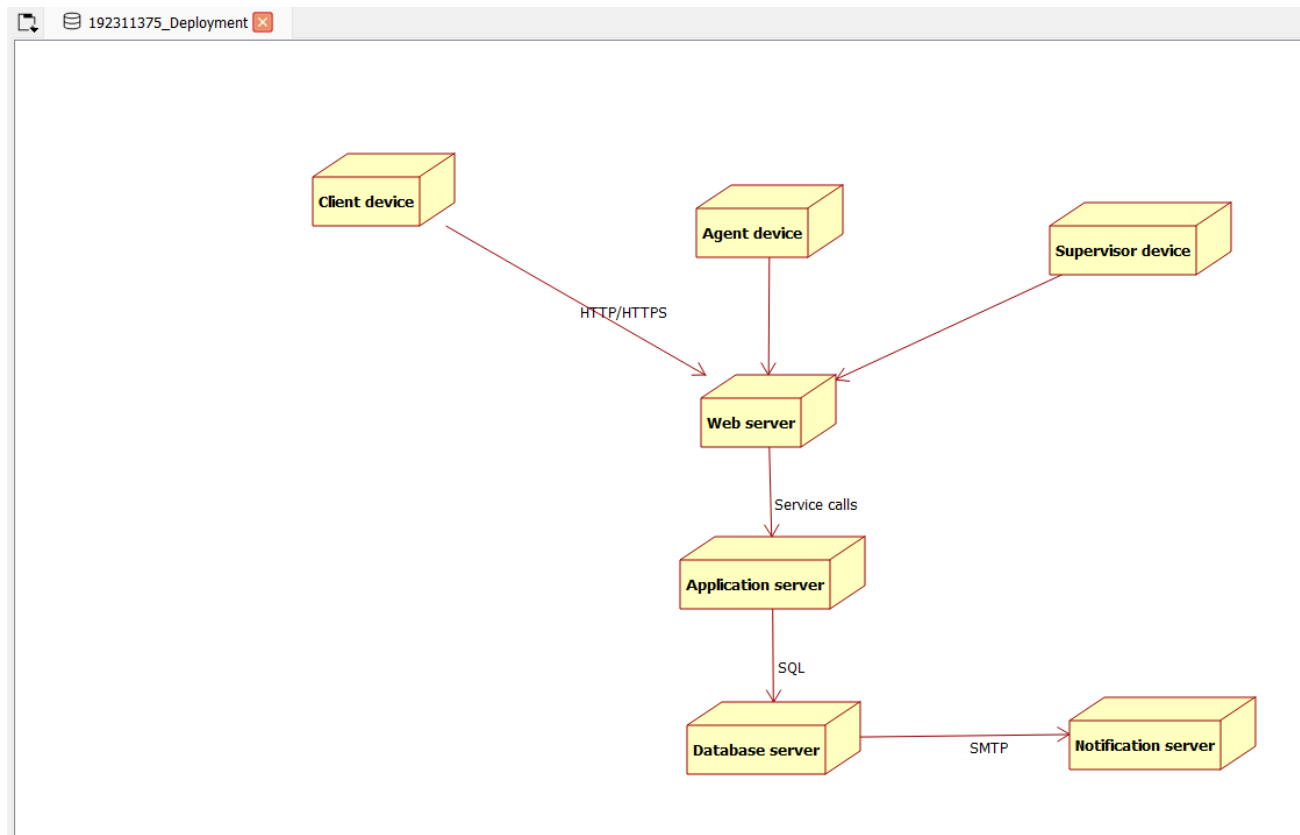 192311375_Deployment
Client device
Agent device
Supervisor device
HTTP/HTTPS
Web server
Service calls
Application server
SQL
Database server
SMTP
Notification server